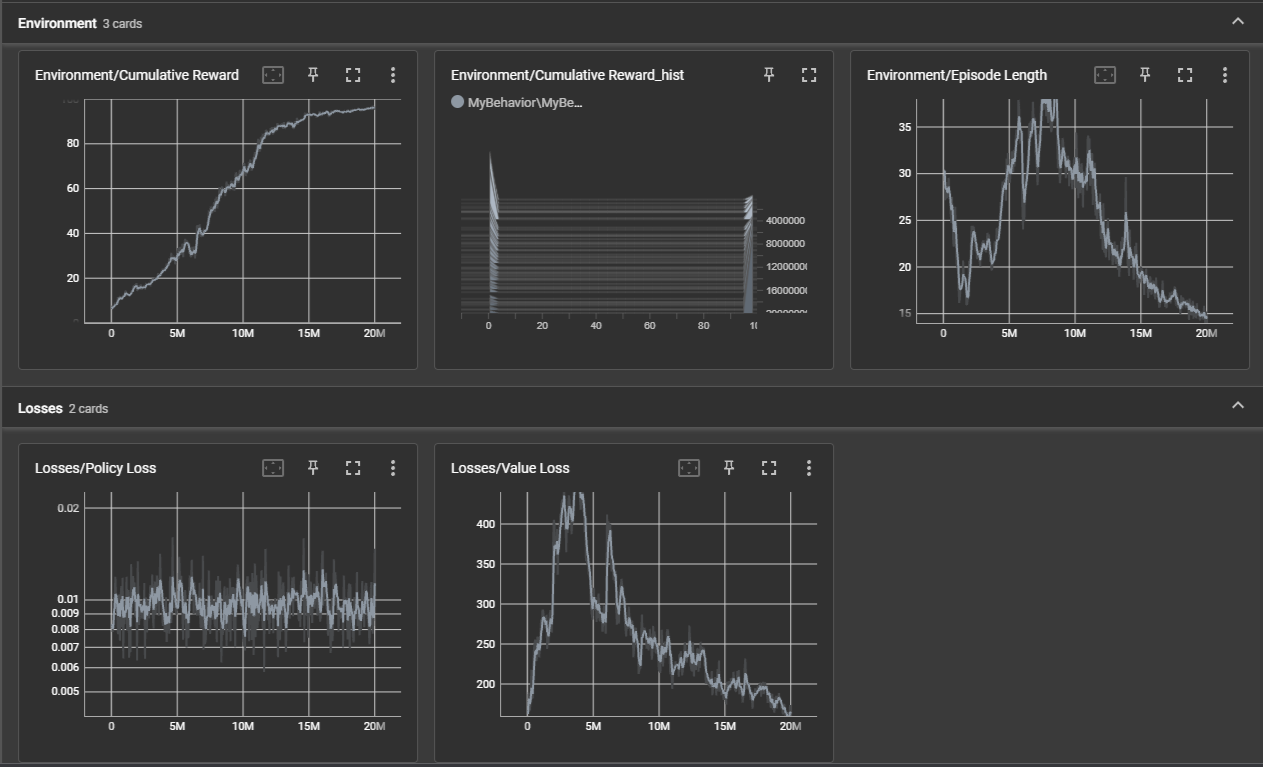 Environment 3 cards
Environment/Cumulative Reward
80
60
40
20
0 5M 10M 15M 20M
Environment/Cumulative Reward_hist
MyBehavior\MyBe...
4000000
8000000
1200000
1600000
0 20 40 60 80
Environment/Episode Length
35
30
25
20
15
0 5M 10M 15M 20M
Losses 2 cards
Losses/Policy Loss
0.02
0.01
0.009
0.008
0.007
0.006
0.005
0 5M 10M 15M 20M
Losses/Value Loss
400
350
300
250
200
0 5M 10M 15M 20M